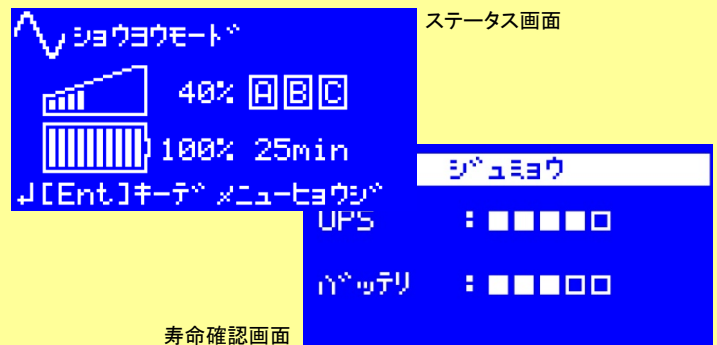 ステータス画面
ショウヨウモード
40% A B C
100% 25min
↲[Ent.]キーデ メニューヒョウジ
ジュミョウ
UPS : ■■■■□
バッテリ : ■■■□□
寿命確認画面